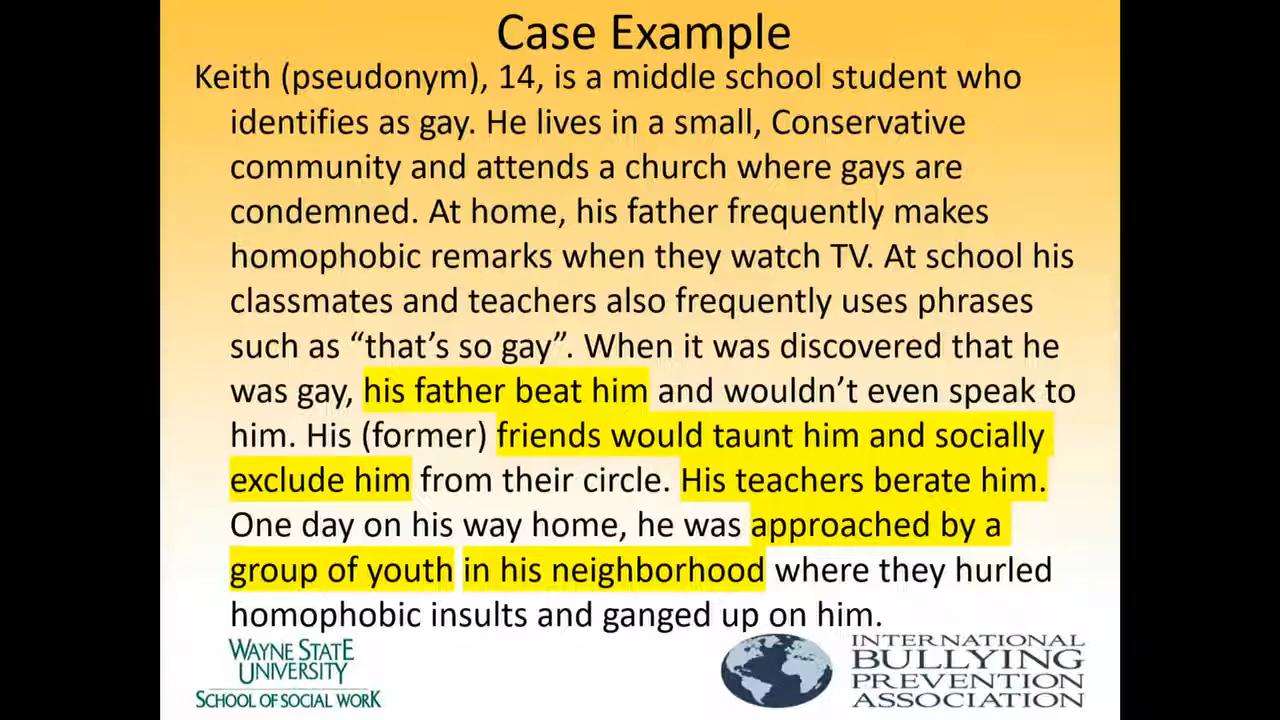 Case Example
Keith (pseudonym), 14, is a middle school student who
identifies as gay. He lives in a small, Conservative
community and attends a church where gays are
condemned. At home, his father frequently makes
homophobic remarks when they watch TV. At school his
classmates and teachers also frequently uses phrases
such as “that’s so gay”. When it was discovered that he
was gay, his father beat him and wouldn’t even speak to
him. His (former) friends would taunt him and socially
exclude him from their circle. His teachers berate him.
One day on his way home, he was approached by a
group of youth in his neighborhood where they hurled
homophobic insults and ganged up on him.
WAYNE STATE
UNIVERSITY
SCHOOL OF SOCIAL WORK
INTERNATIONAL
BULLYING
PREVENTION
ASSOCIATION